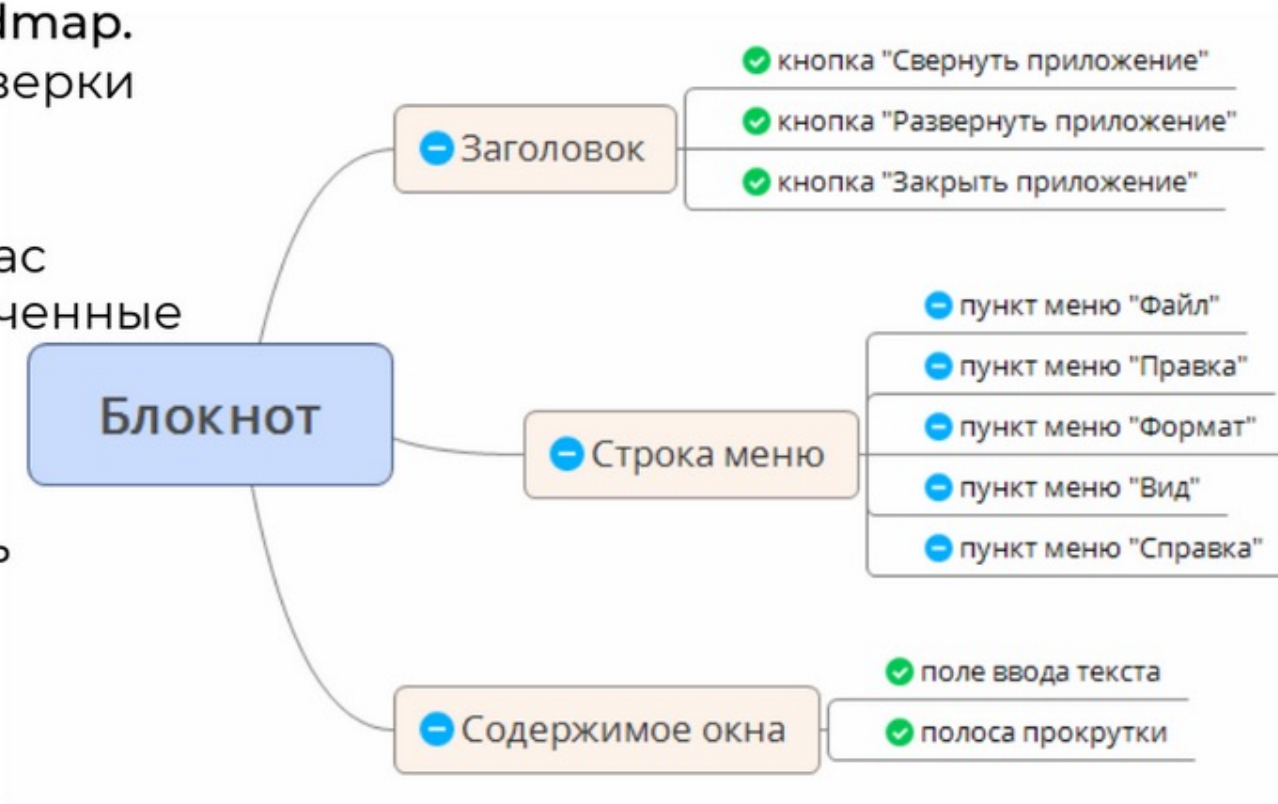 dmap.
верки
ас
ченные
ь
Блокнот
Заголовок
кнопка "Свернуть приложение"
кнопка "Развернуть приложение"
кнопка "Закрыть приложение"
Строка меню
пункт меню "Файл"
пункт меню "Правка"
пункт меню "Формат"
пункт меню "Вид"
пункт меню "Справка"
Содержимое окна
поле ввода текста
полоса прокрутки